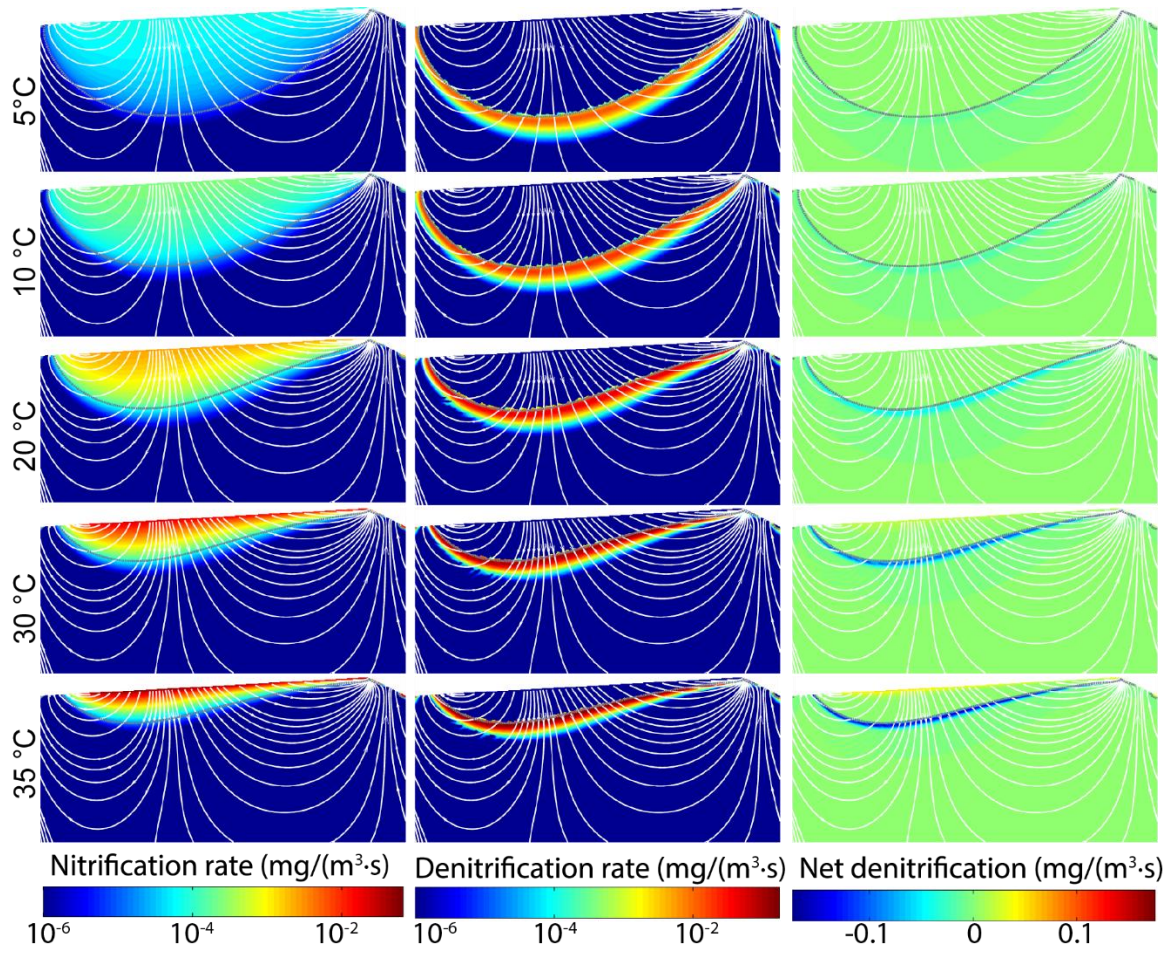 5°C
10 °C
20 °C
30 °C
35 °C
Nitrification rate (mg/(m³·s)
Denitrification rate (mg/(m³·s)
Net denitrification (mg/(m³·s)
10⁻⁶ 10⁻⁴ 10⁻²
10⁻⁶ 10⁻⁴ 10⁻²
-0.1 0 0.1